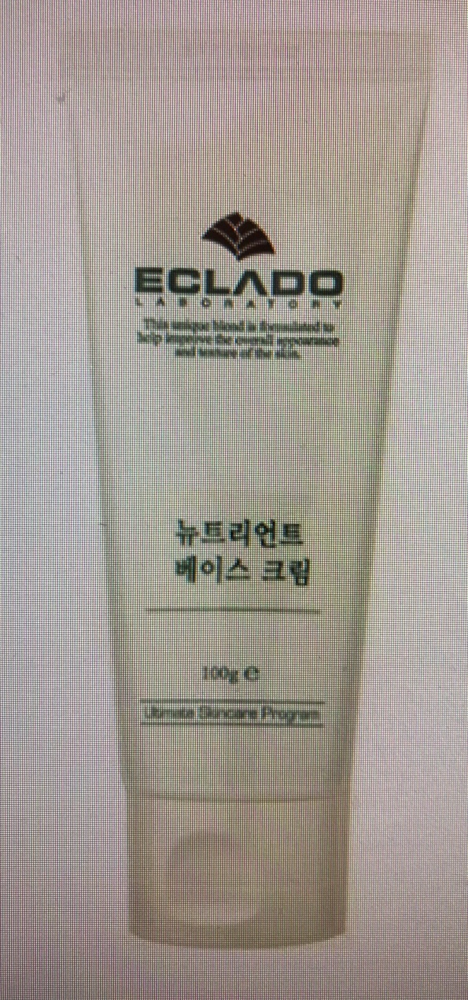 ECLADO
LABORATORY
This unique blend is formulated to
help improve the overall appearance
and texture of the skin.
뉴트리언트
베이스 크림
100g ℮
Ultimate Skincare Program